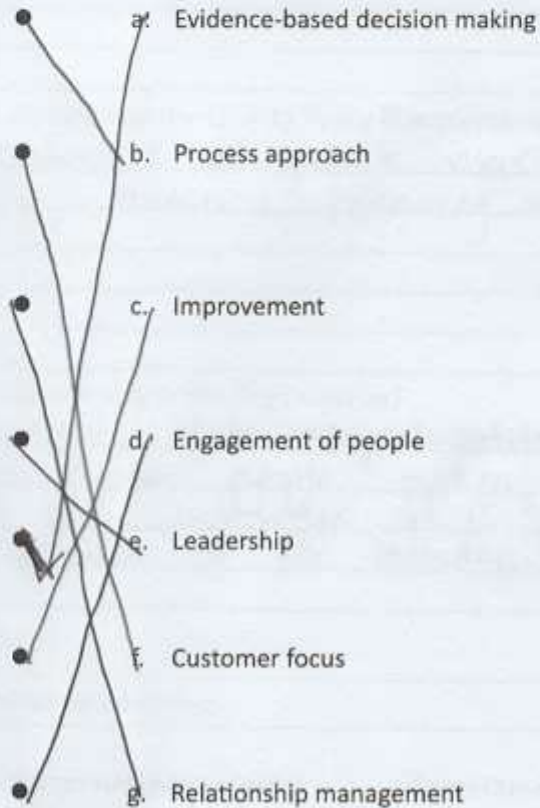 a. Evidence-based decision making
b. Process approach
c. Improvement
d. Engagement of people
e. Leadership
f. Customer focus
g. Relationship management